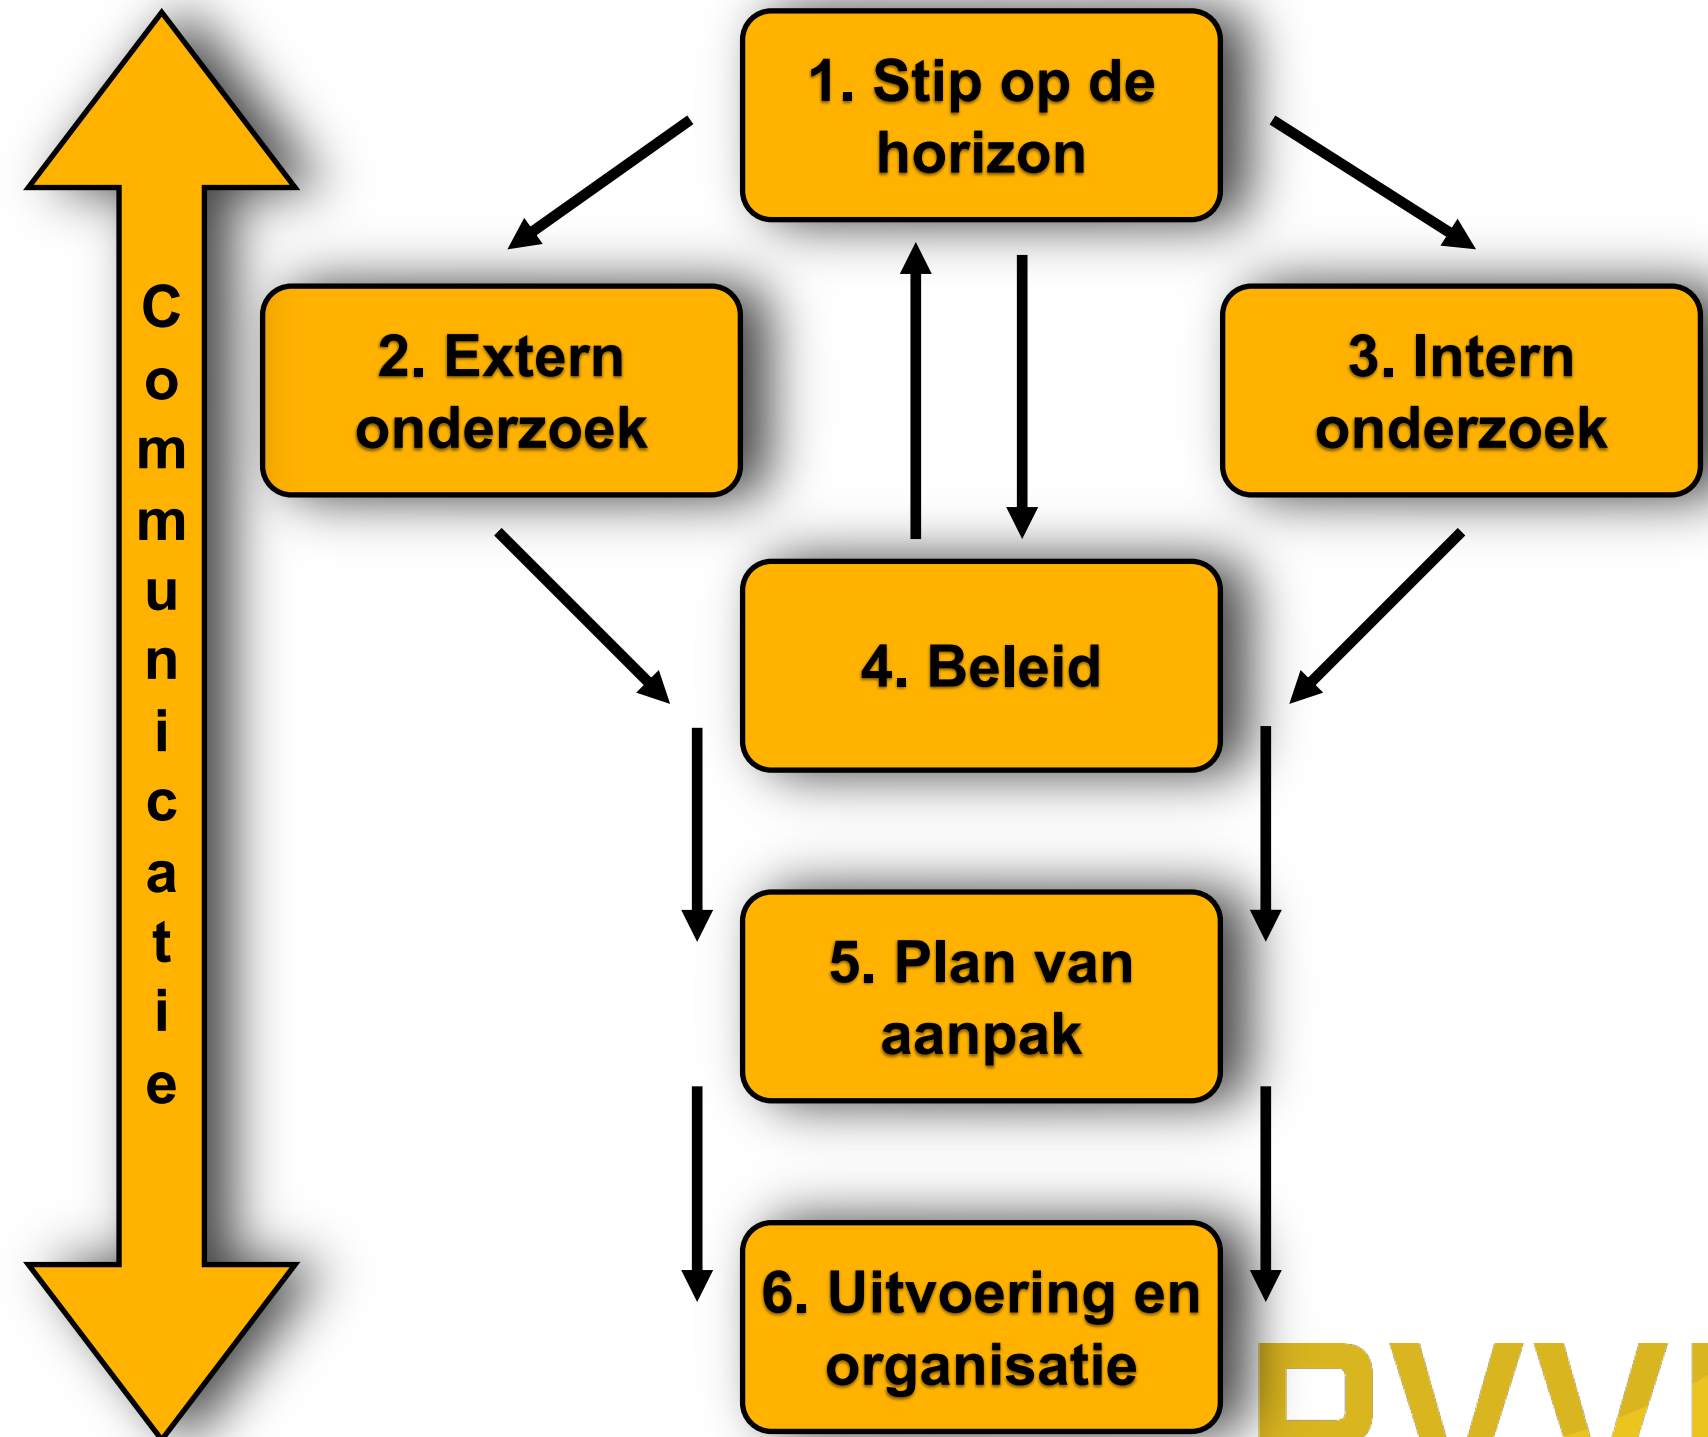 1. Stip op de
horizon
Communicatie
2. Extern
onderzoek
3. Intern
onderzoek
4. Beleid
5. Plan van
aanpak
6. Uitvoering en
organisatie